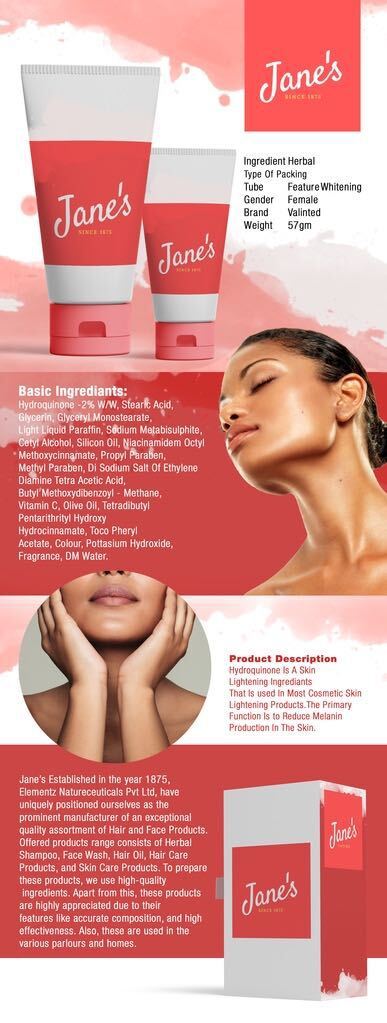 Jane's
SINCE 1875
Jane's
SINCE 1875
Jane's
SINCE 1875
Ingredient Herbal
Type Of Packing
Tube Feature Whitening
Gender Female
Brand Valinted
Weight 57gm
Basic Ingrediants:
Hydroquinone -2% W/W, Stearic Acid,
Glycerin, Glyceryl Monostearate,
Light Liquid Paraffin, Sodium Metabisulphite,
Cetyl Alcohol, Silicon Oil, Niacinamidem Octyl
Methoxycinnamate, Propyl Paraben,
Methyl Paraben, Di Sodium Salt Of Ethylene
Diamine Tetra Acetic Acid,
Butyl Methoxydibenzoyl - Methane,
Vitamin C, Olive Oil, Tetradibutyl
Pentarithrityl Hydroxy
Hydrocinnamate, Toco Pheryl
Acetate, Colour, Pottasium Hydroxide,
Fragrance, DM Water.
Product Description
Hydroquinone Is A Skin
Lightening Ingrediants
That Is used In Most Cosmetic Skin
Lightening Products.The Primary
Function Is to Reduce Melanin
Production In The Skin.
Jane's Established in the year 1875,
Elementz Natureceuticals Pvt Ltd, have
uniquely positioned ourselves as the
prominent manufacturer of an exceptional
quality assortment of Hair and Face Products.
Offered products range consists of Herbal
Shampoo, Face Wash, Hair Oil, Hair Care
Products, and Skin Care Products. To prepare
these products, we use high-quality
ingredients. Apart from this, these products
are highly appreciated due to their
features like accurate composition, and high
effectiveness. Also, these are used in the
various parlours and homes.
Jane's
Jane's
SINCE 1875